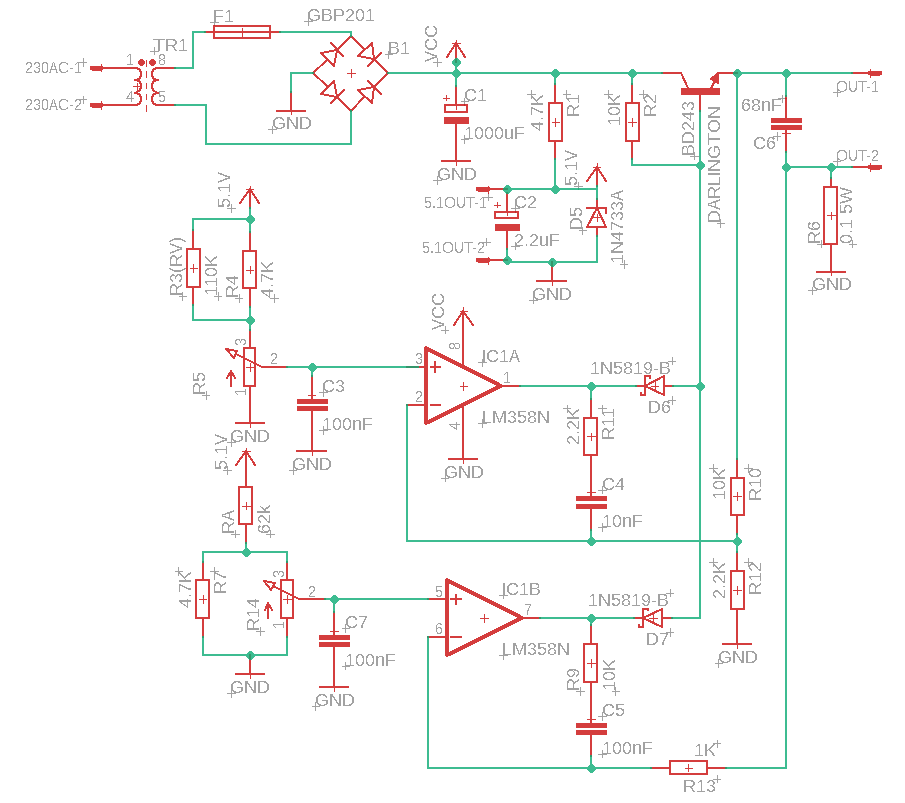 F1
GBP201
TR1
B1
VCC
230AC-1
1
8
230AC-2
4
5
GND
C1
1000uF
GND
4.7K
R1
10K
R2
BD243
DARLINGTON
68nF
C6
OUT-1
OUT-2
5.1V
5.1OUT-1
C2
2.2uF
5.1OUT-2
D5
1N4733A
GND
R6
0.1 5W
GND
5.1V
R3(RV)
110K
R4
4.7K
R5
3
2
1
GND
C3
100nF
GND
VCC
8
3
IC1A
1
2
LM358N
4
GND
1N5819-B
D6
2.2K
R11
C4
10nF
10K
R10
2.2K
R12
GND
5.1V
RA
62k
4.7K
R7
R14
3
2
1
GND
C7
100nF
GND
5
IC1B
7
6
LM358N
1N5819-B
D7
R9
10K
C5
100nF
1K
R13